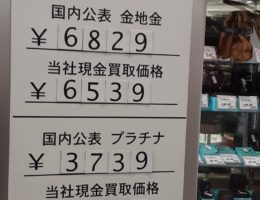 国内公表 金地金
¥ 6829
当社現金買取価格
¥ 6539
国内公表 プラチナ
¥ 3739
当社現金買取価格